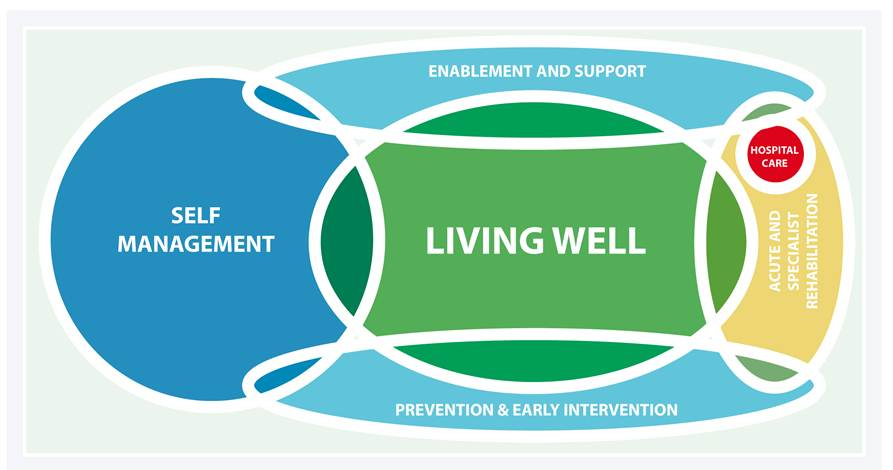 ENABLEMENT AND SUPPORT
HOSPITAL
CARE
SELF
MANAGEMENT
LIVING WELL
ACUTE AND
SPECIALIST
REHABILITATION
PREVENTION & EARLY INTERVENTION